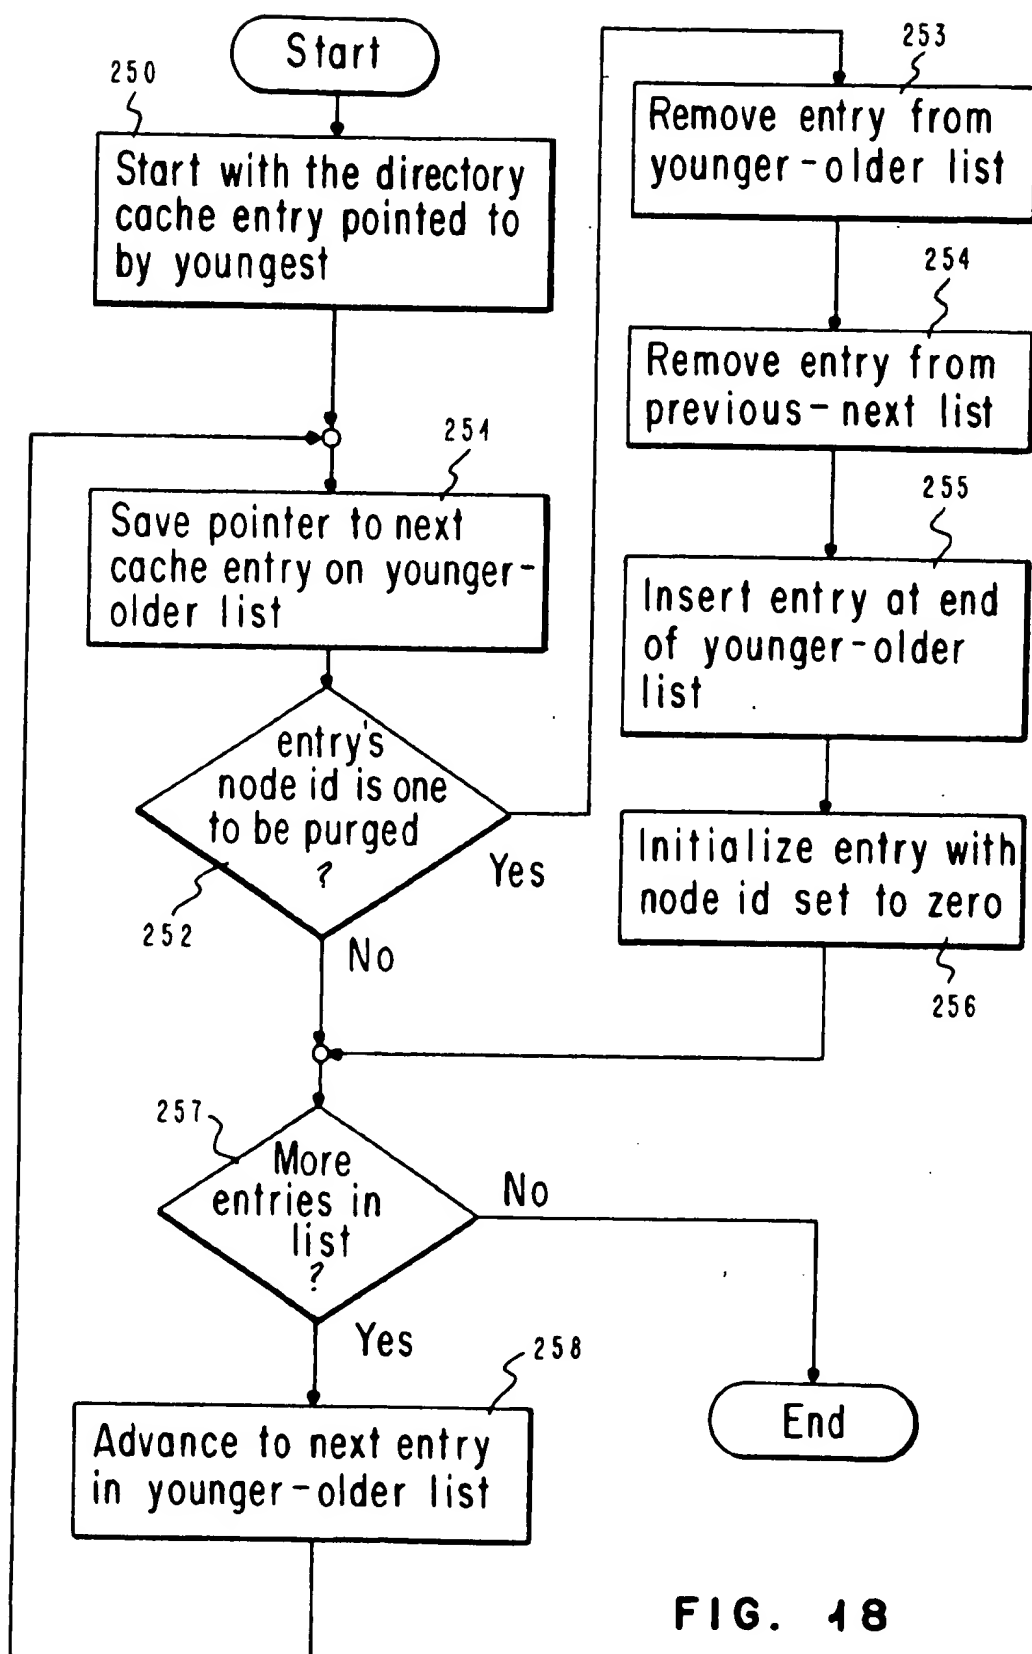 Start
250
Start with the directory
cache entry pointed to
by youngest
254
Save pointer to next
cache entry on younger-
older list
entry's
node id is one
to be purged
?
252
Yes
No
253
Remove entry from
younger-older list
254
Remove entry from
previous-next list
255
Insert entry at end
of younger-older
list
Initialize entry with
node id set to zero
256
257
More
entries in
list
?
No
Yes
258
Advance to next entry
in younger-older list
End
FIG. 18